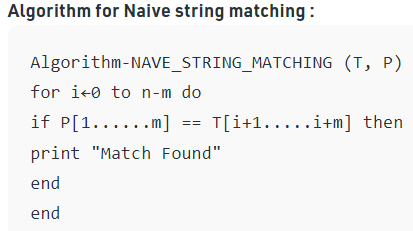 Algorithm for Naive string matching :
Algorithm-NAVE_STRING_MATCHING (T, P)
for i←0 to n-m do
if P[1......m] == T[i+1.....i+m] then
print "Match Found"
end
end